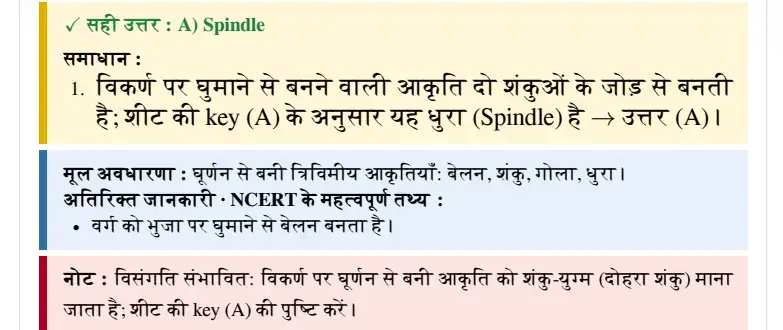 ✓ सही उत्तर : A) Spindle
समाधान :
1. विकर्ण पर घुमाने से बनने वाली आकृति दो शंकुओं के जोड़ से बनती
है; शीट की key (A) के अनुसार यह धुरा (Spindle) है → उत्तर (A)।
मूल अवधारणा : घूर्णन से बनी त्रिविमीय आकृतियाँ: बेलन, शंकु, गोला, धुरा।
अतिरिक्त जानकारी · NCERT के महत्वपूर्ण तथ्य :
• वर्ग को भुजा पर घुमाने से बेलन बनता है।
नोट : विसंगति संभावित: विकर्ण पर घूर्णन से बनी आकृति को शंकु-युग्म (दोहरा शंकु) माना
जाता है; शीट की key (A) की पुष्टि करें।